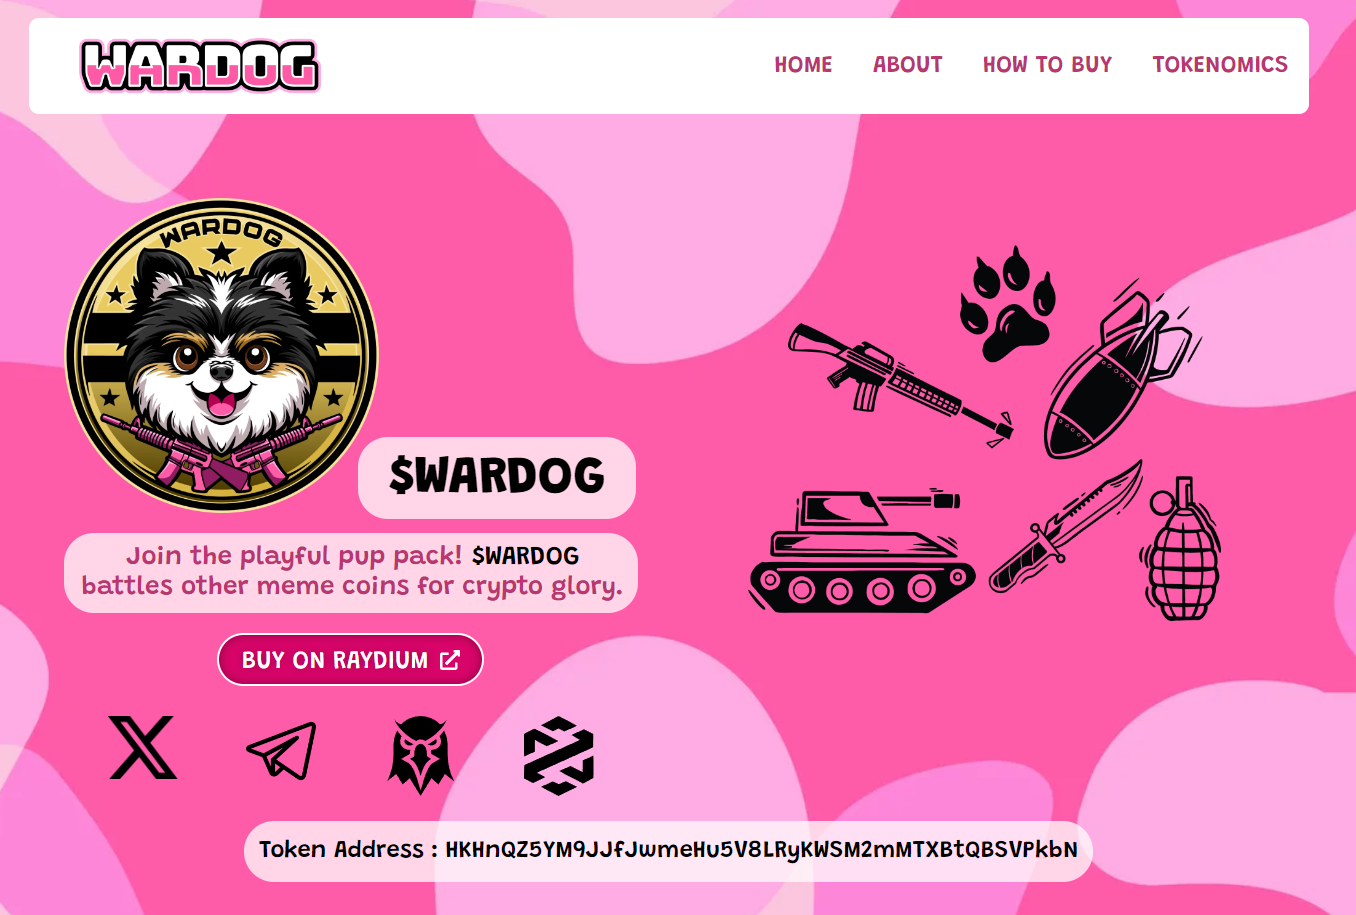 WARDOG
HOME ABOUT HOW TO BUY TOKENOMICS
WARDOG
$WARDOG
Join the playful pup pack! $WARDOG
battles other meme coins for crypto glory.
BUY ON RAYDIUM
Token Address : HKHnQZ5YM9JJfJwmeHu5V8LRyKWSM2mMTXBtQBSVPkbN